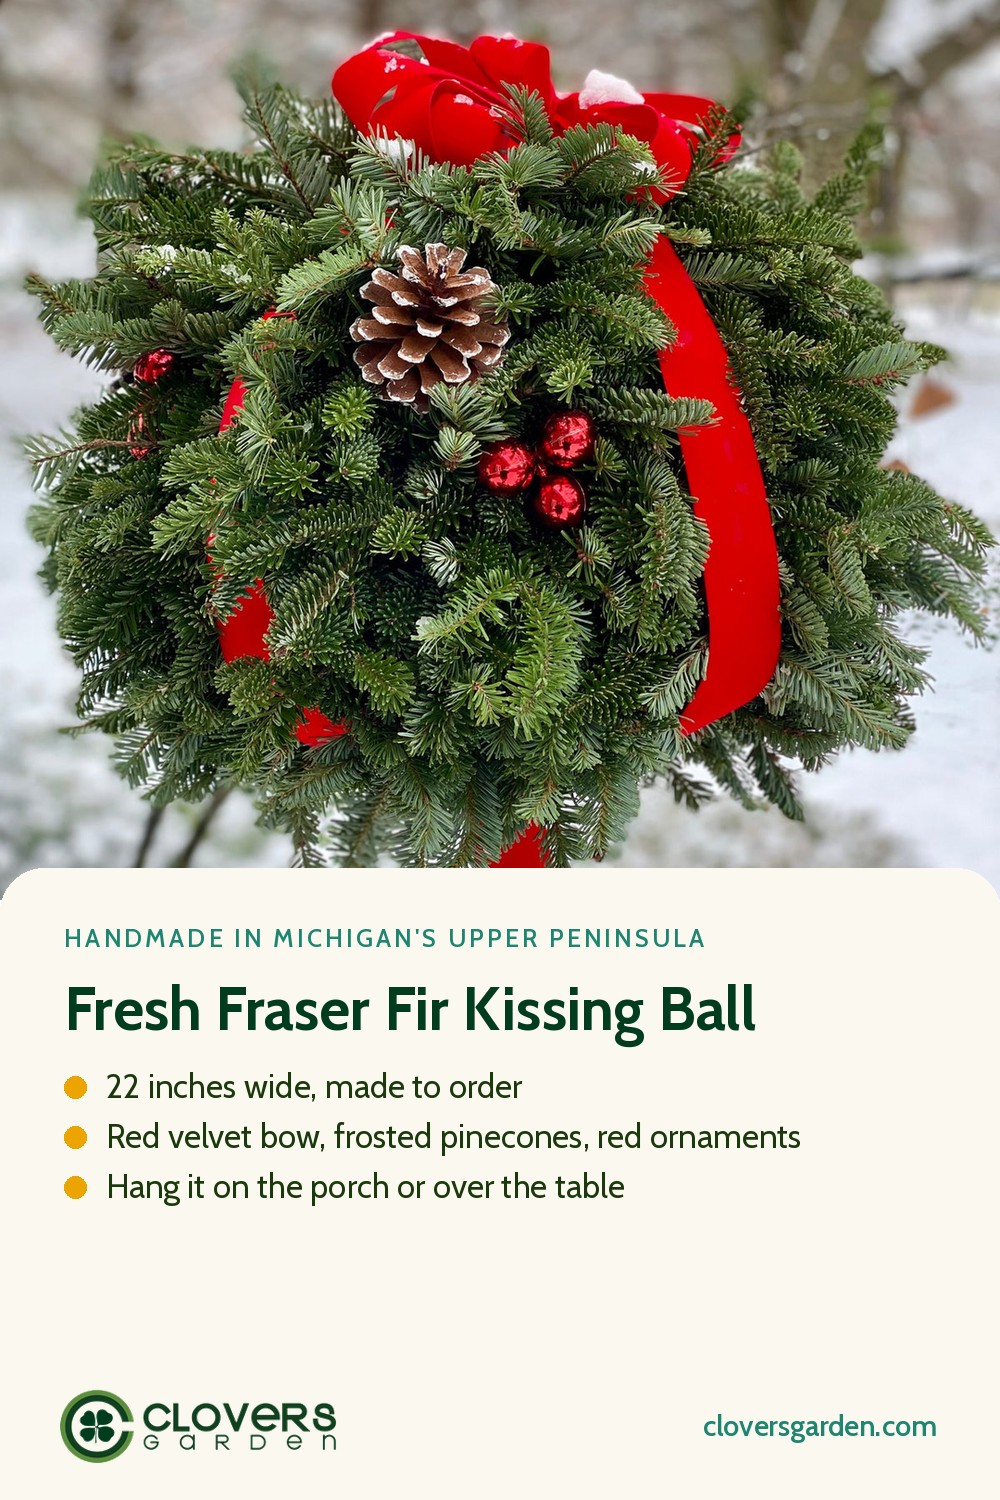 HANDMADE IN MICHIGAN'S UPPER PENINSULA
Fresh Fraser Fir Kissing Ball
22 inches wide, made to order
Red velvet bow, frosted pinecones, red ornaments
Hang it on the porch or over the table
CLOVERS
GARDEN
cloversgarden.com